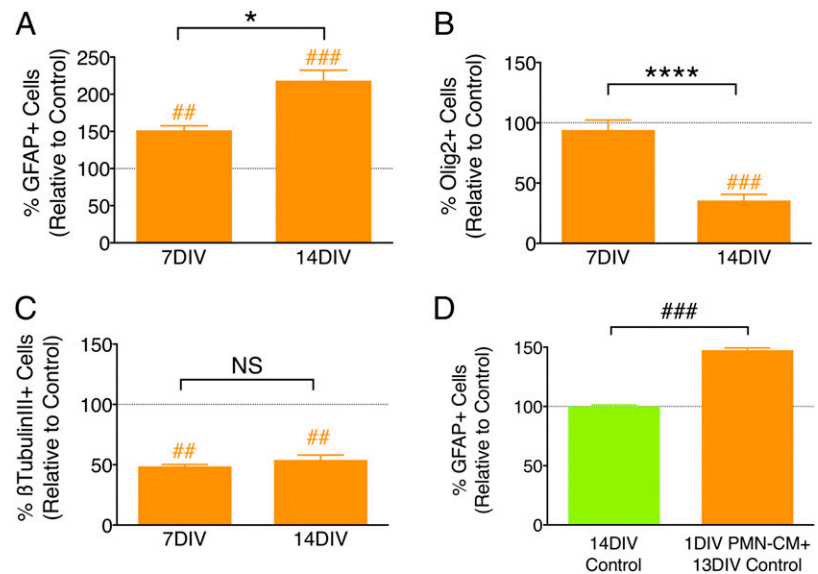 A
*
###
##
% GFAP+ Cells
(Relative to Control)
250
200
150
100
50
0
7DIV
14DIV
B
****
###
% Olig2+ Cells
(Relative to Control)
150
100
50
0
7DIV
14DIV
C
NS
##
##
% ßTubulinIII+ Cells
(Relative to Control)
150
100
50
0
7DIV
14DIV
D
###
% GFAP+ Cells
(Relative to Control)
150
100
50
0
14DIV
Control
1DIV PMN-CM+
13DIV Control